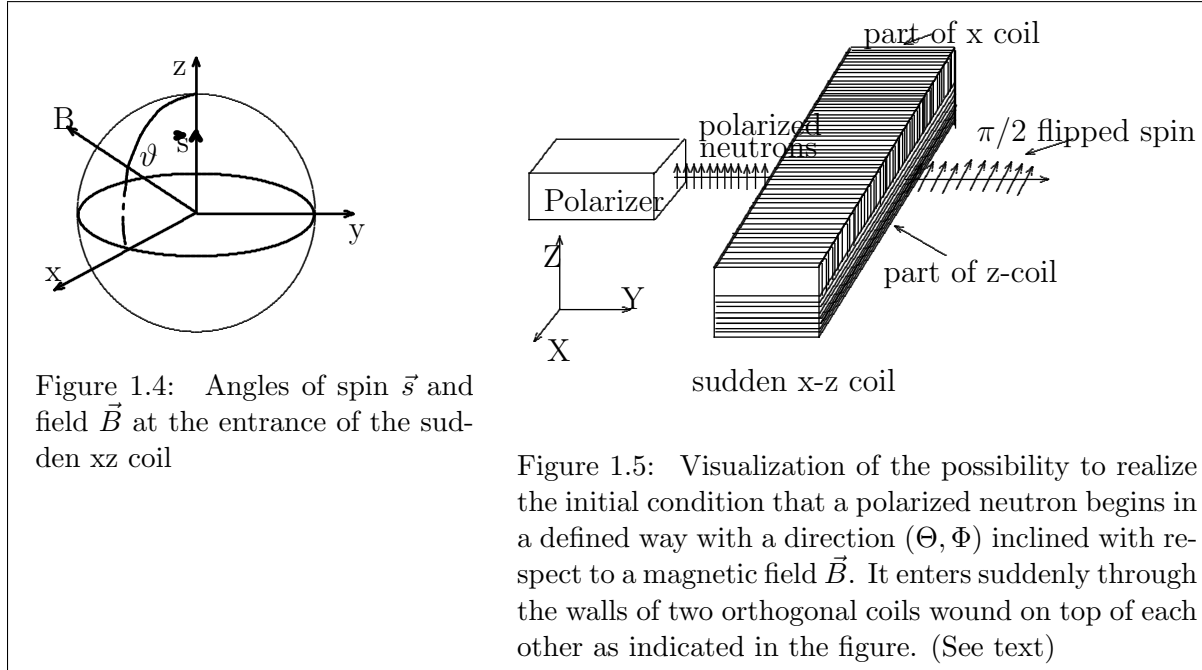 z
B
s⃗
ϑ
y
x
Figure 1.4: Angles of spin s⃗ and
field B⃗ at the entrance of the sud-
den xz coil
part of x coil
polarized
neutrons
π/2 flipped spin
Polarizer
Z
Y
X
part of z-coil
sudden x-z coil
Figure 1.5: Visualization of the possibility to realize
the initial condition that a polarized neutron begins in
a defined way with a direction (Θ, Φ) inclined with re-
spect to a magnetic field B⃗. It enters suddenly through
the walls of two orthogonal coils wound on top of each
other as indicated in the figure. (See text)